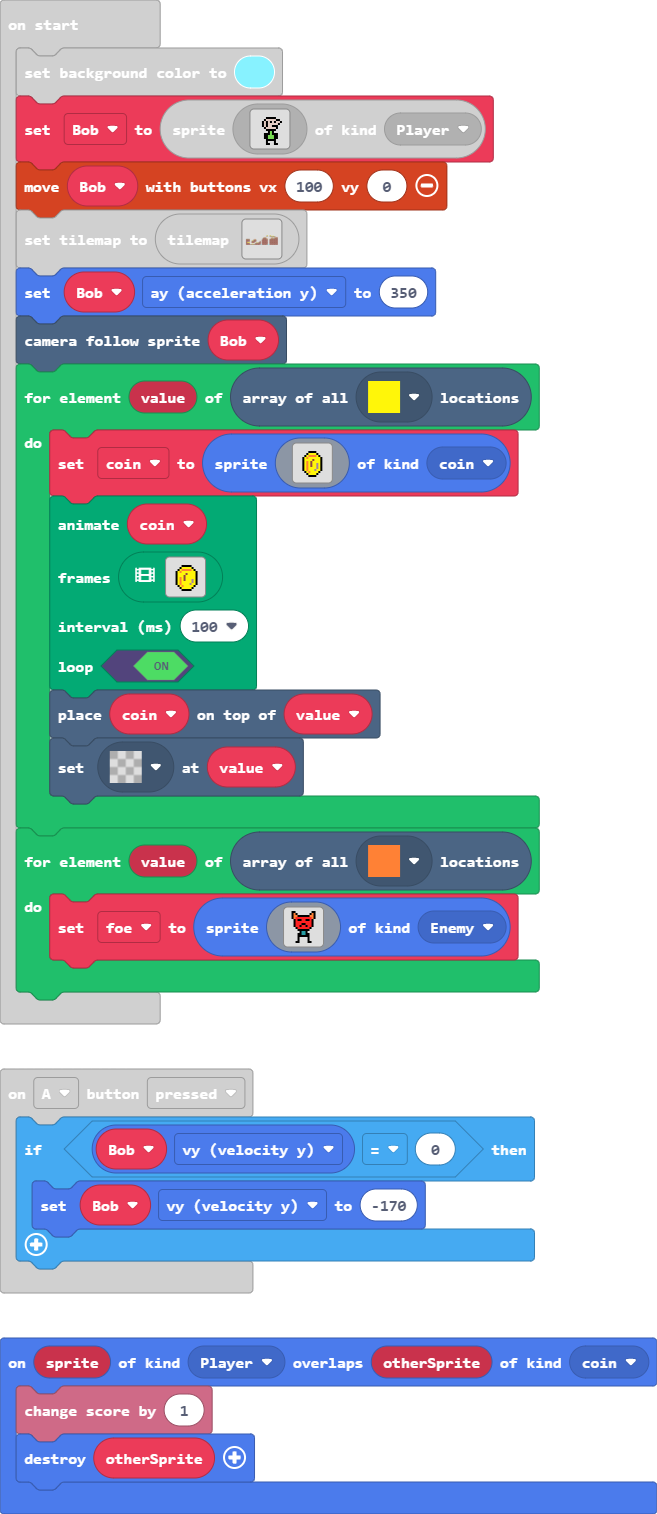 on start
set background color to
set Bob to sprite of kind Player
move Bob with buttons vx 100 vy 0
set tilemap to tilemap
set Bob ay (acceleration y) to 350
camera follow sprite Bob
for element value of array of all locations
do
set coin to sprite of kind coin
animate coin
frames
interval (ms) 100
loop ON
place coin on top of value
set at value
for element value of array of all locations
do
set foe to sprite of kind Enemy
on A button pressed
if Bob vy (velocity y) = 0 then
set Bob vy (velocity y) to -170
on sprite of kind Player overlaps otherSprite of kind coin
change score by 1
destroy otherSprite